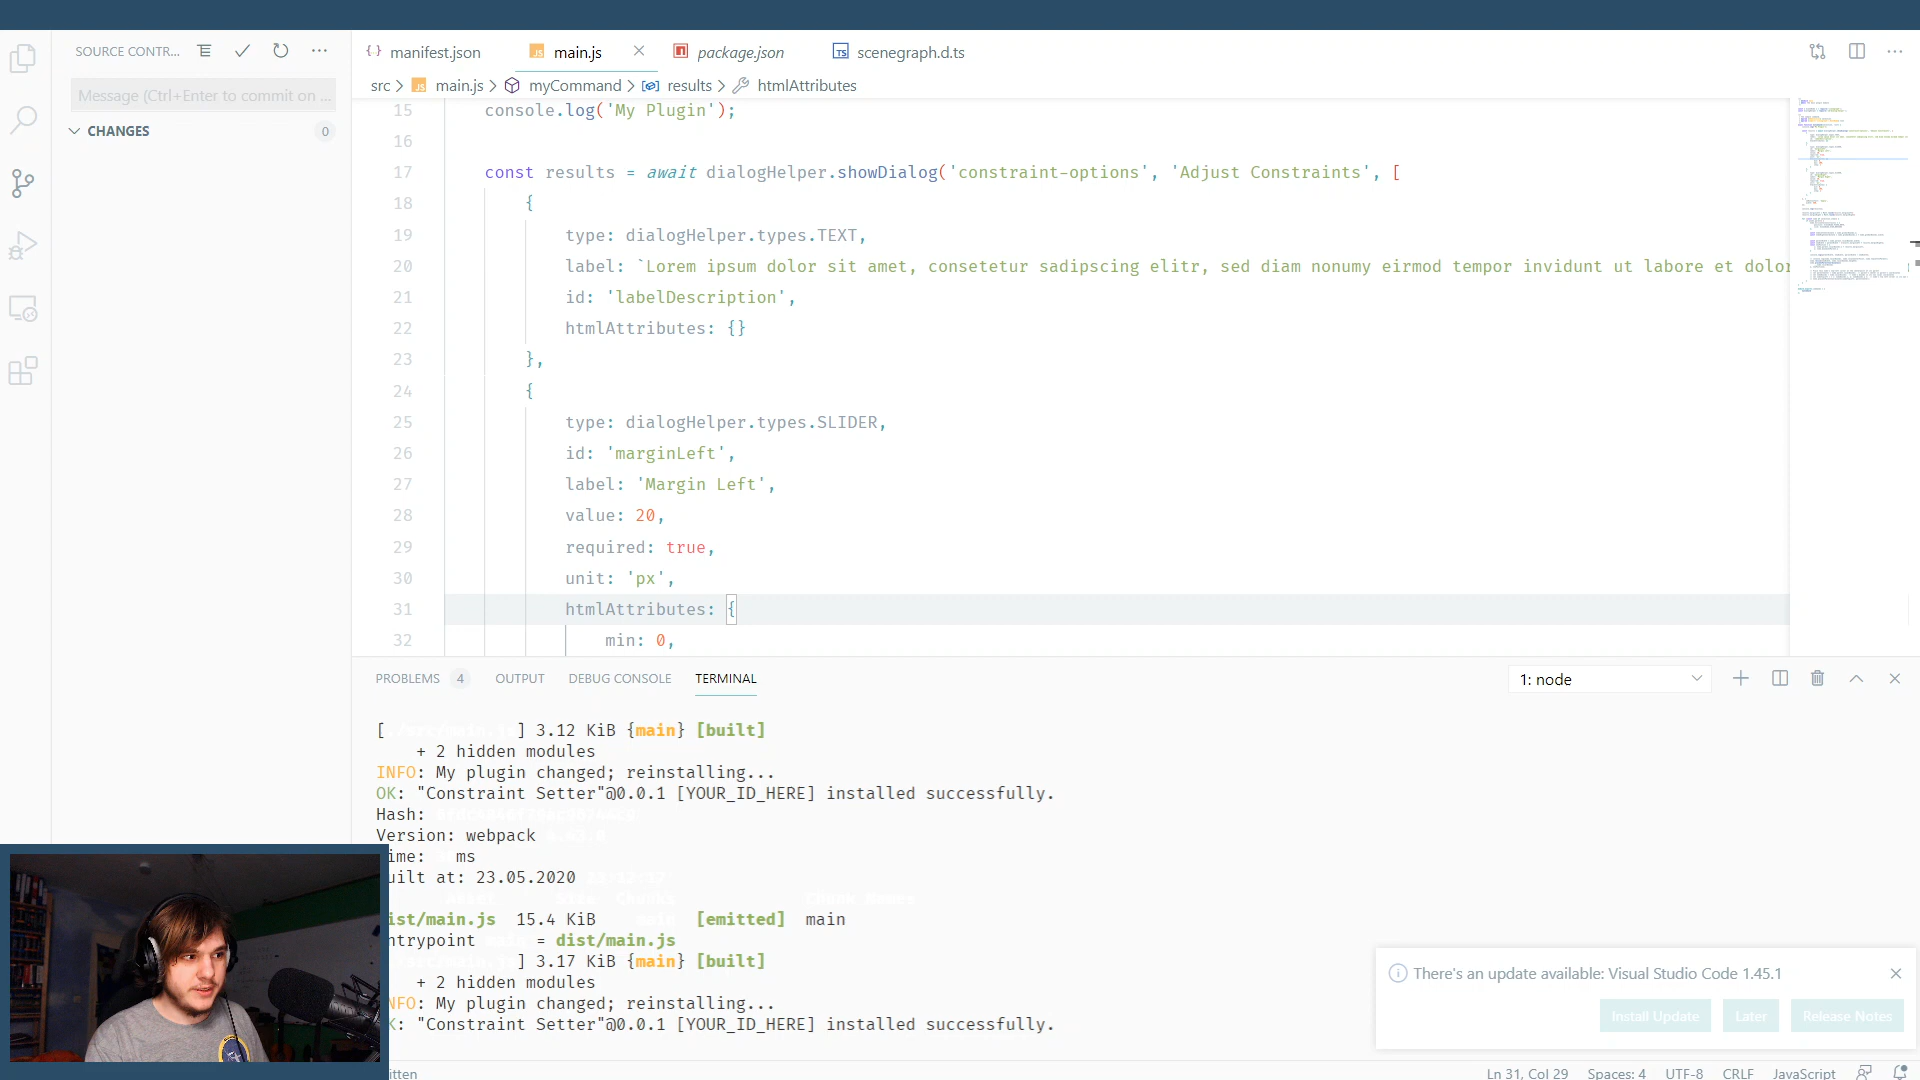 SOURCE CONTR...
Message (Ctrl+Enter to commit on ...
CHANGES
0
manifest.json
main.js
package.json
scenegraph.d.ts
src > main.js > myCommand > results > htmlAttributes
15 console.log('My Plugin');
16
17 const results = await dialogHelper.showDialog('constraint-options', 'Adjust Constraints', [
18 {
19 type: dialogHelper.types.TEXT,
20 label: `Lorem ipsum dolor sit amet, consetetur sadipscing elitr, sed diam nonumy eirmod tempor invidunt ut labore et dolor
21 id: 'labelDescription',
22 htmlAttributes: {}
23 },
24 {
25 type: dialogHelper.types.SLIDER,
26 id: 'marginLeft',
27 label: 'Margin Left',
28 value: 20,
29 required: true,
30 unit: 'px',
31 htmlAttributes: {
32 min: 0,
PROBLEMS 4 OUTPUT DEBUG CONSOLE TERMINAL
1: node
[./src/main.js] 3.12 KiB {main} [built]
+ 2 hidden modules
INFO: My plugin changed; reinstalling...
OK: "Constraint Setter"@0.0.1 [YOUR_ID_HERE] installed successfully.
Hash:
Version: webpack
ime: ms
uilt at: 23.05.2020
ist/main.js 15.4 KiB main [emitted] main
ntrypoint main = dist/main.js
] 3.17 KiB {main} [built]
+ 2 hidden modules
NFO: My plugin changed; reinstalling...
K: "Constraint Setter"@0.0.1 [YOUR_ID_HERE] installed successfully.
There's an update available: Visual Studio Code 1.45.1
Install Update
Later
Release Notes
itten
Ln 31, Col 29
Spaces: 4
UTF-8
CRLF
JavaScript